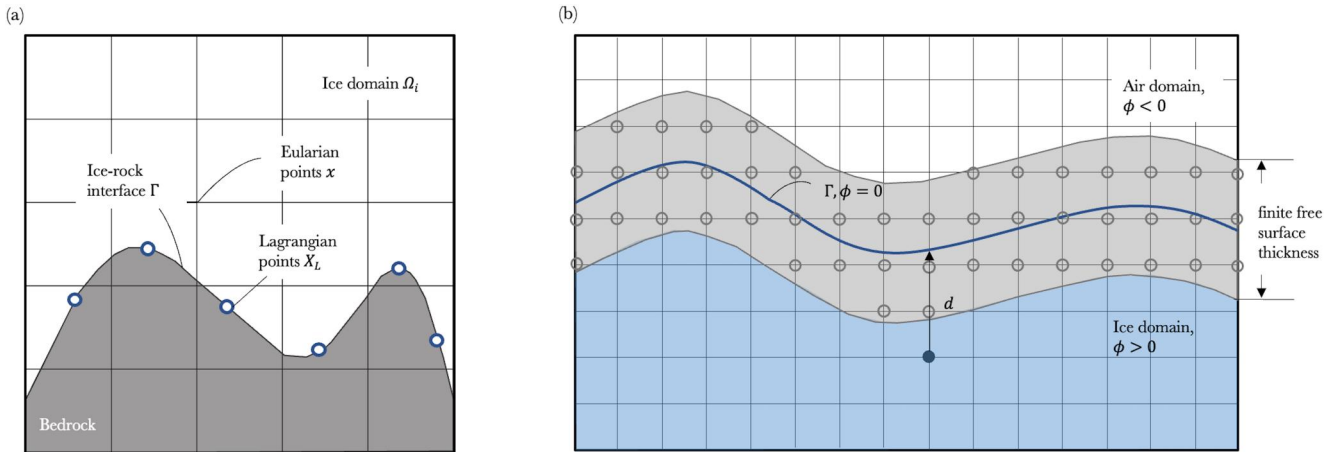 (a)
Ice domain Ω𝑖
Eularian
points 𝑥
Ice-rock
interface Γ
Lagrangian
points 𝑋𝐿
Bedrock
(b)
Air domain,
𝜙 < 0
Γ, 𝜙 = 0
finite free
surface
thickness
𝑑
Ice domain,
𝜙 > 0